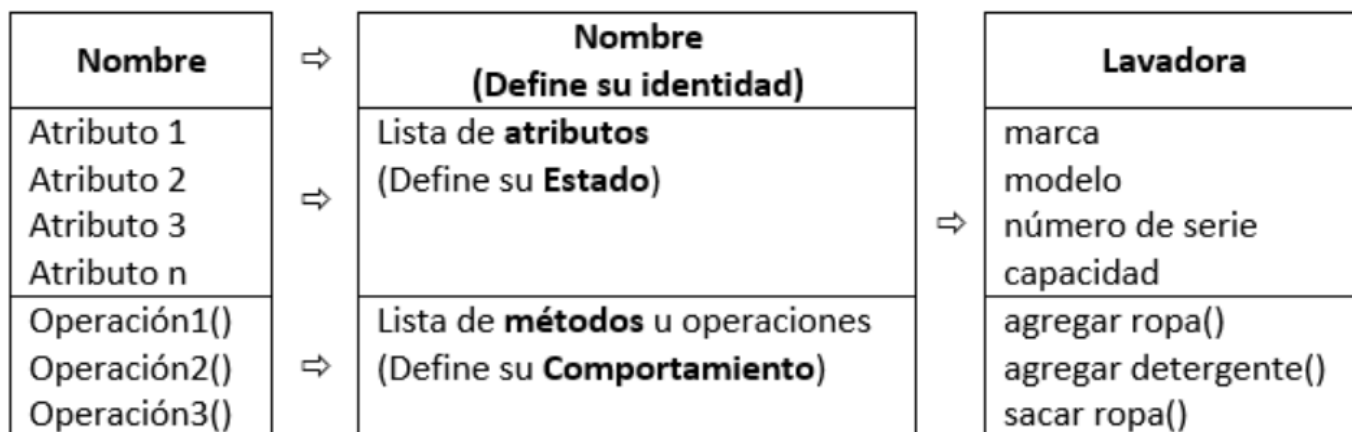 Nombre
Atributo 1
Atributo 2
Atributo 3
Atributo n
Operación1()
Operación2()
Operación3()
⇨
⇨
⇨
Nombre
(Define su identidad)
Lista de atributos
(Define su Estado)
Lista de métodos u operaciones
(Define su Comportamiento)
⇨
Lavadora
marca
modelo
número de serie
capacidad
agregar ropa()
agregar detergente()
sacar ropa()